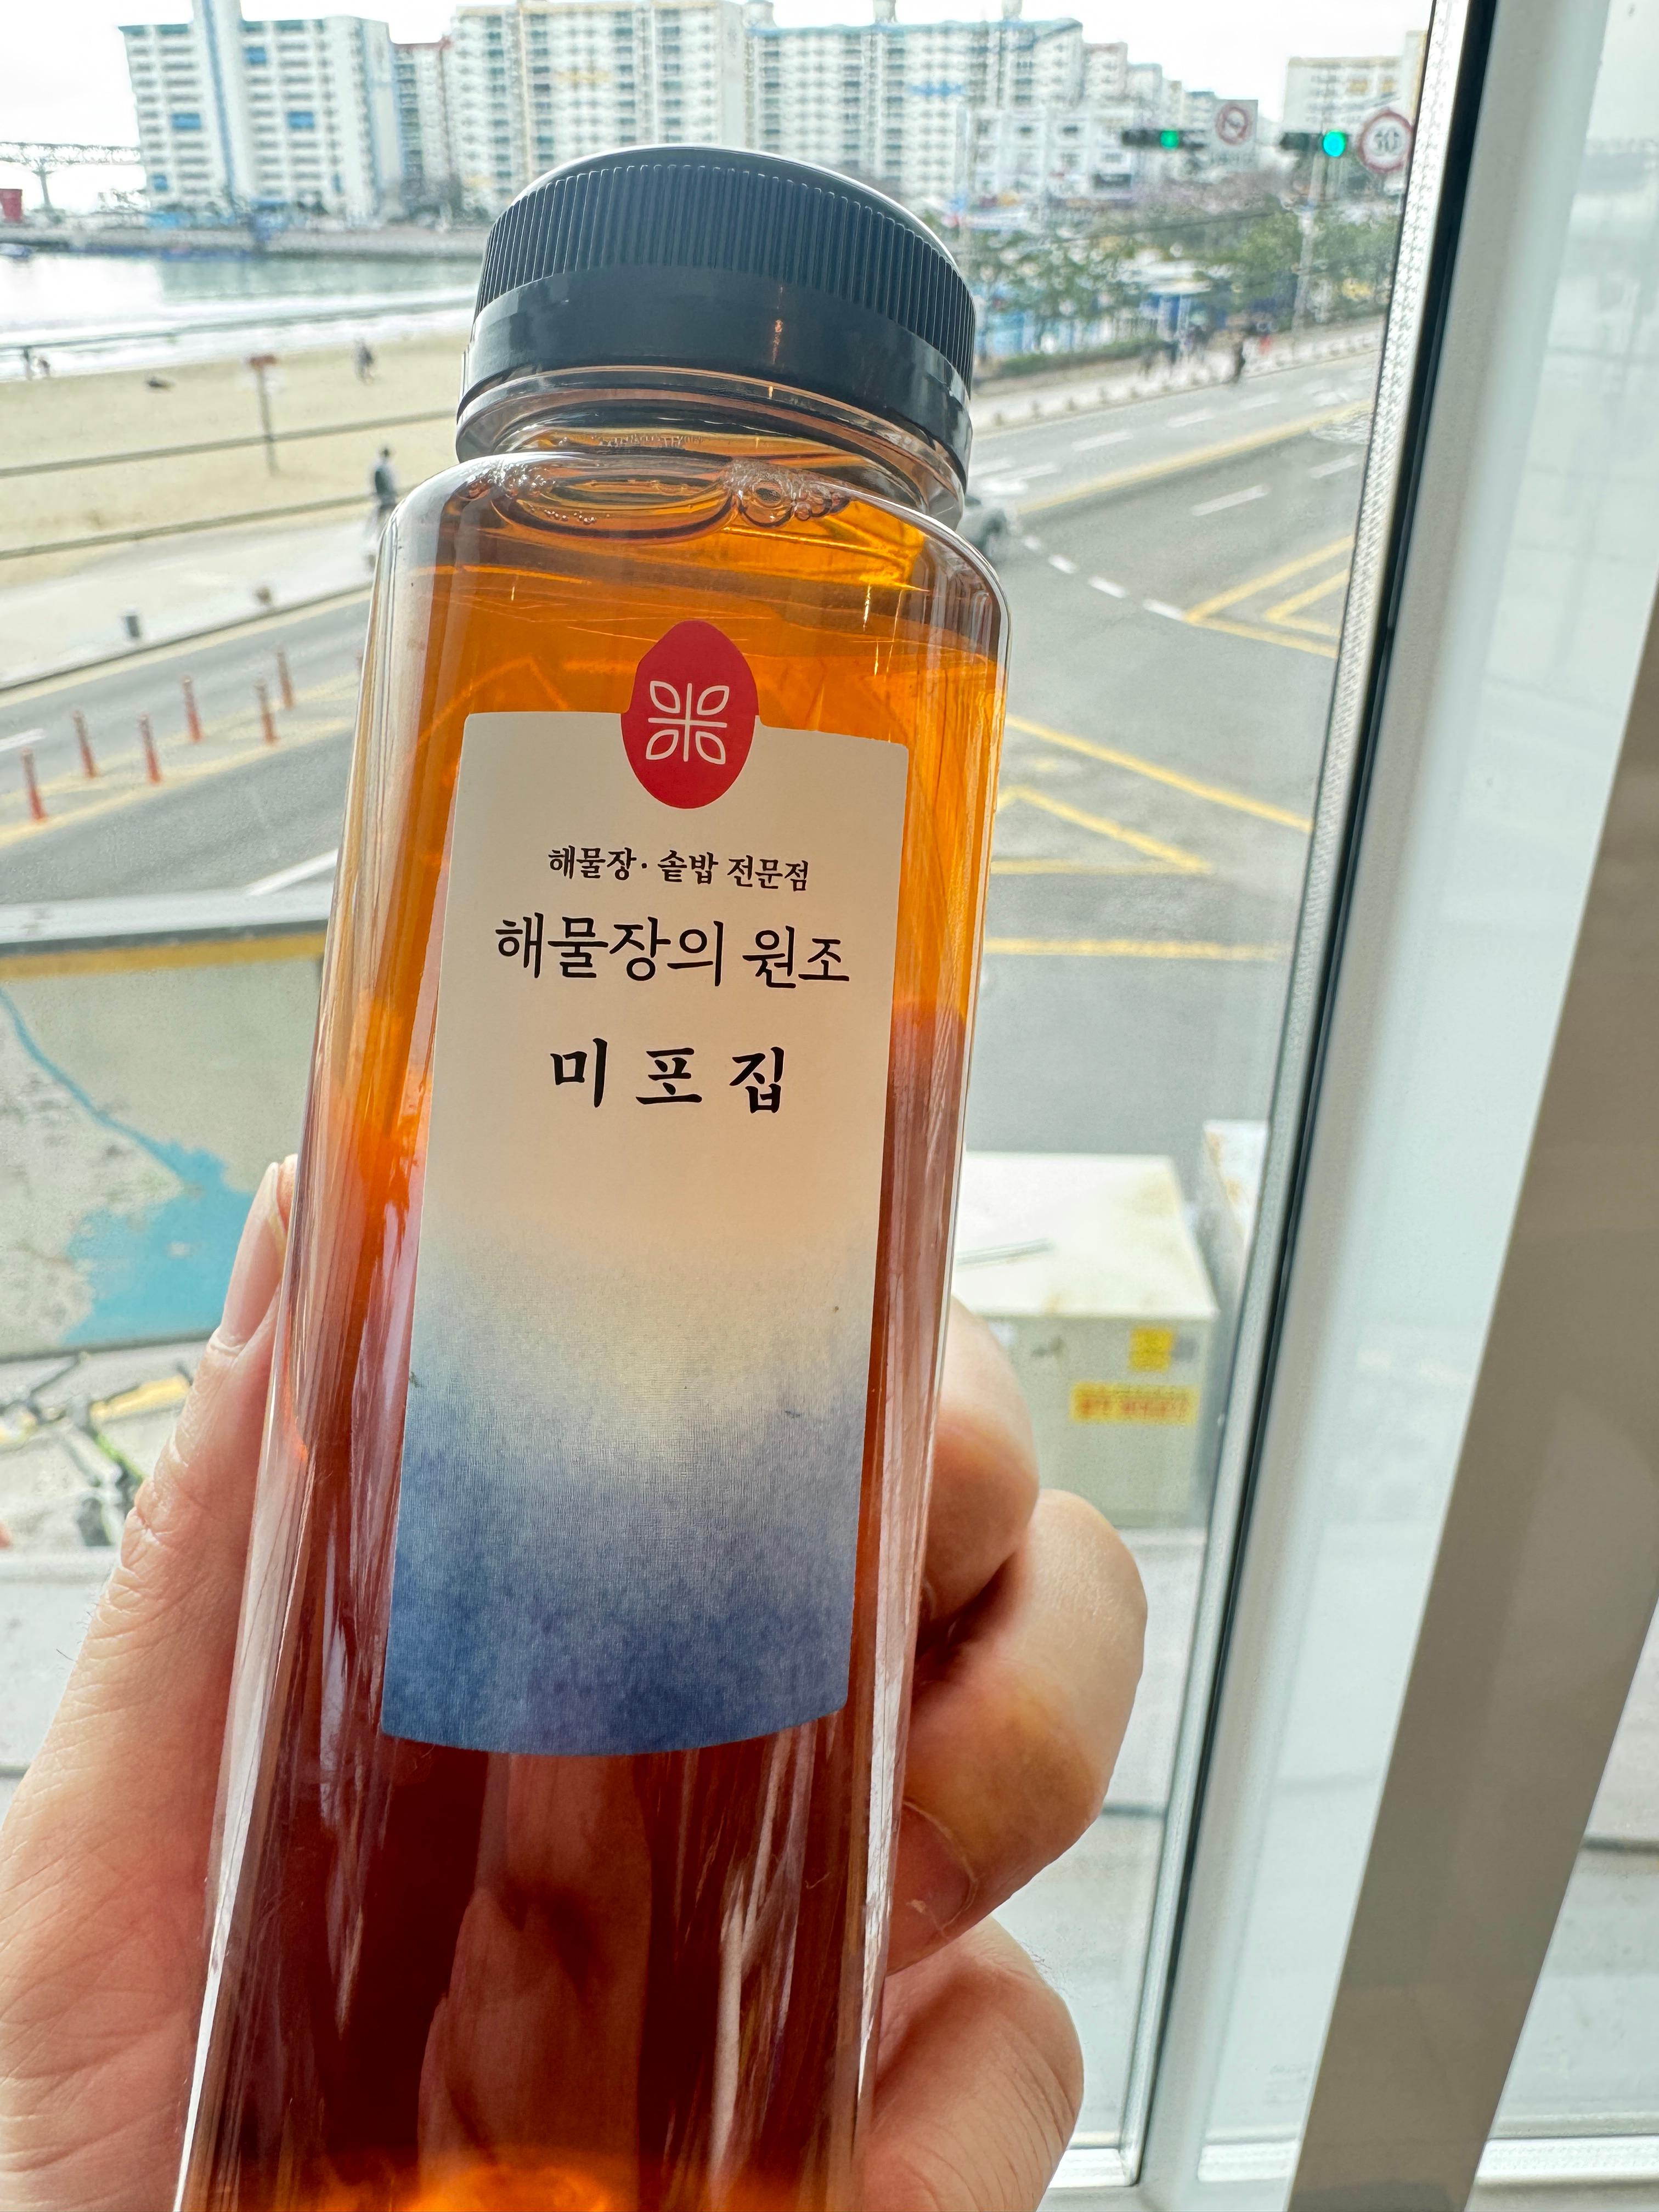 해물장· 솥밥 전문점
해물장의 원조
미포집